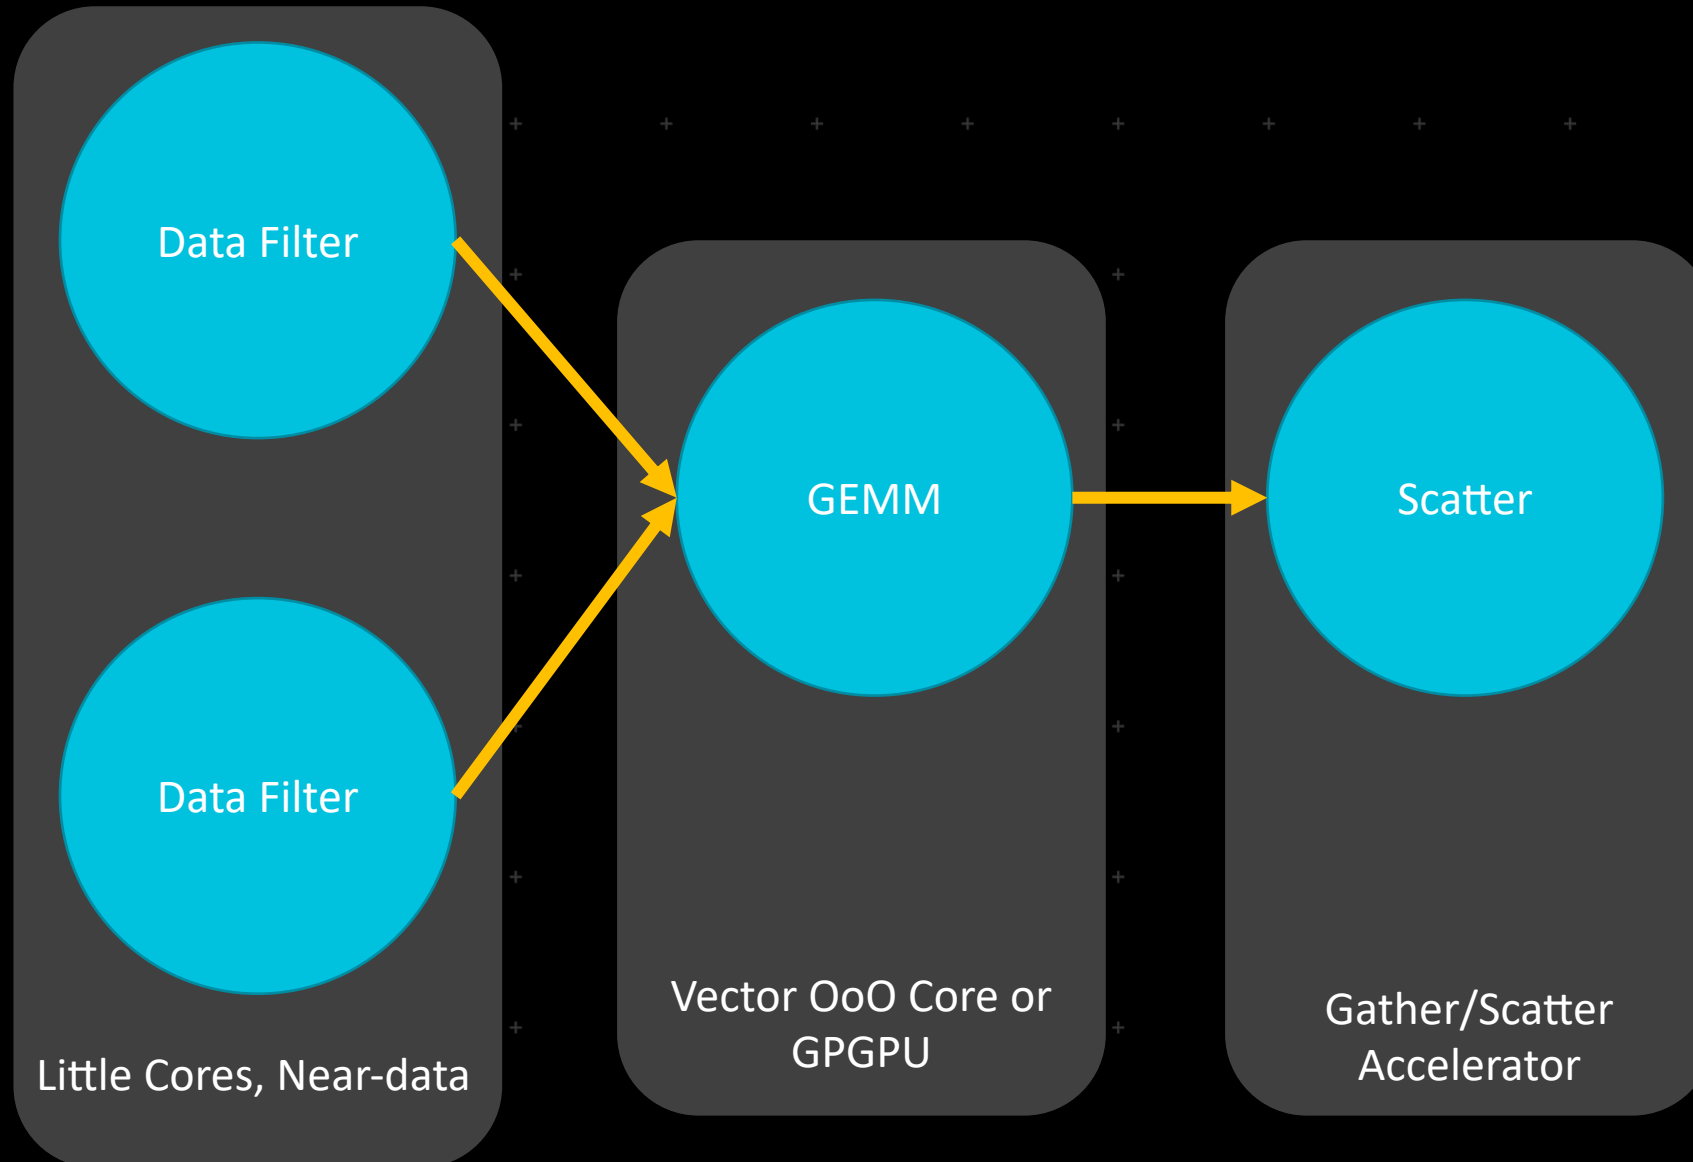 Data Filter
Data Filter
Little Cores, Near-data
GEMM
Vector OoO Core or
GPGPU
Scatter
Gather/Scatter
Accelerator